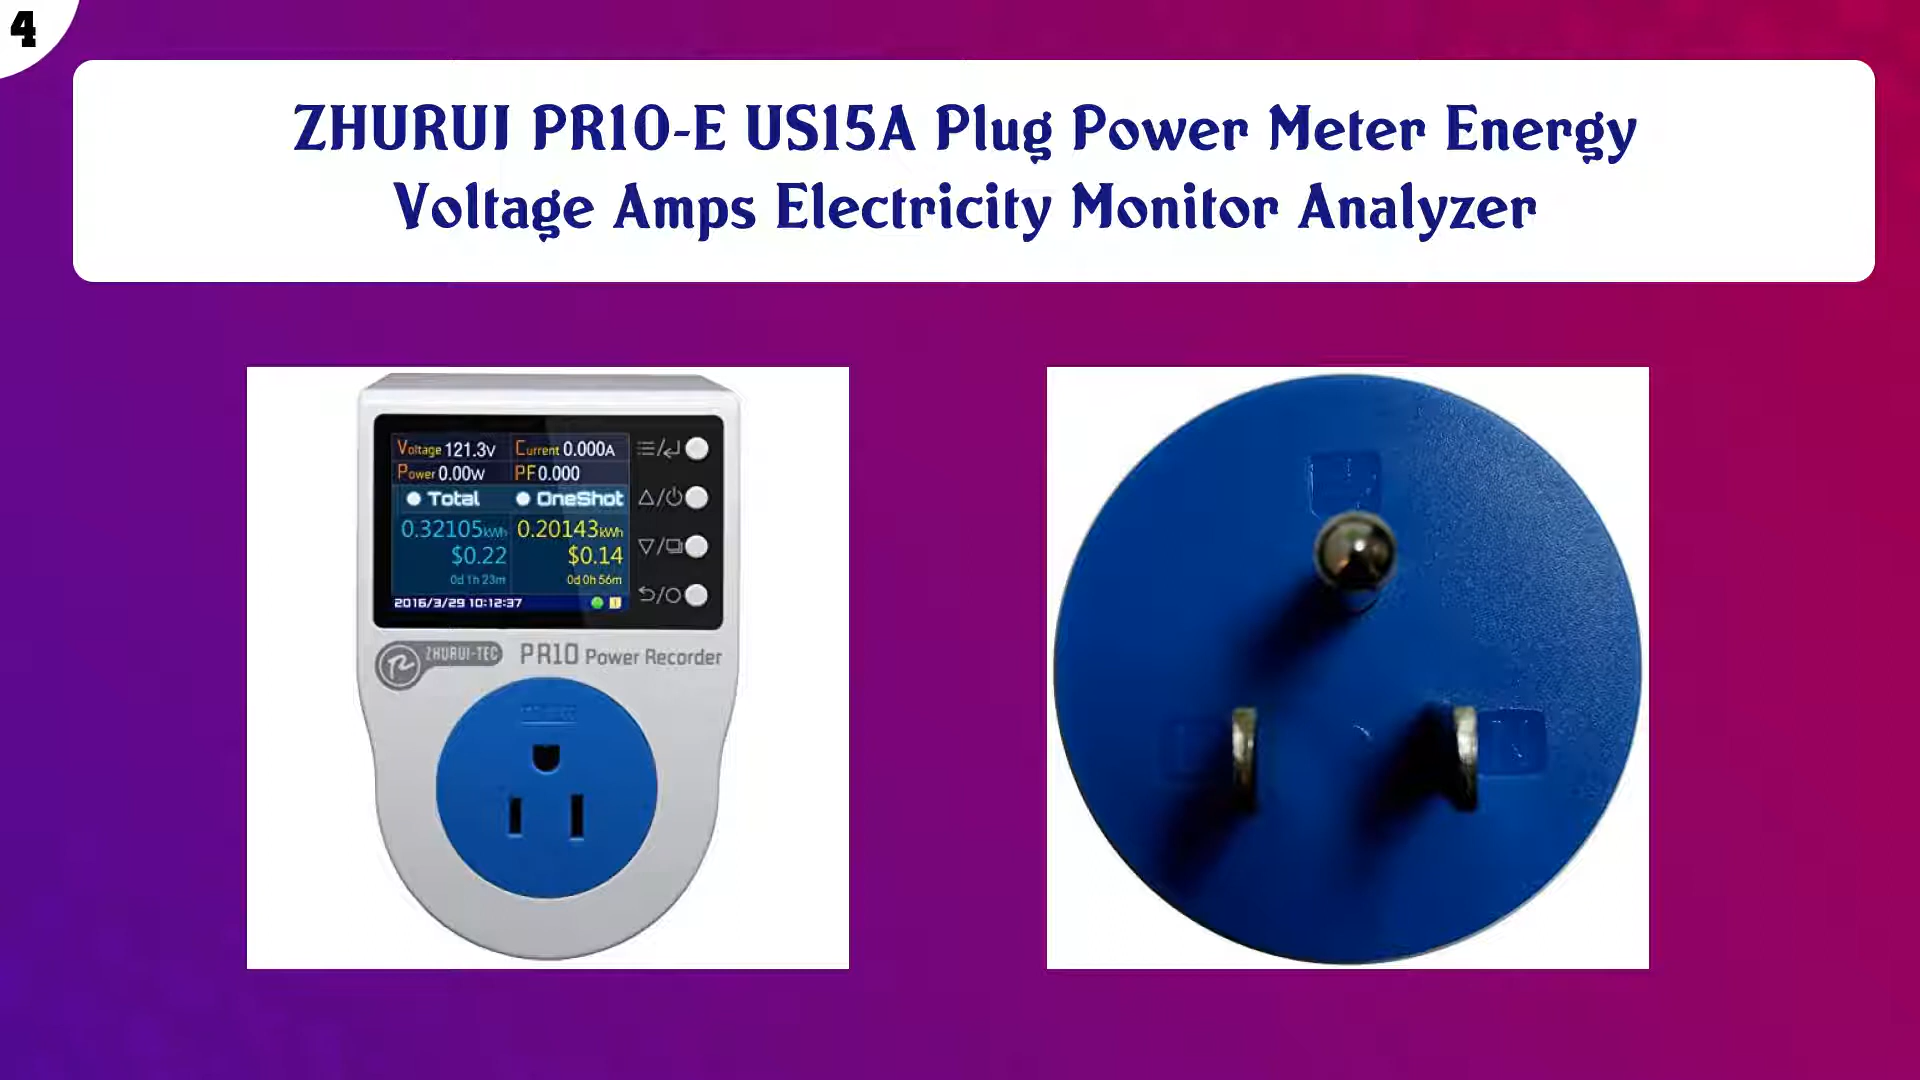 4
ZHURUI PR10-E US15A Plug Power Meter Energy
Voltage Amps Electricity Monitor Analyzer
Voltage 121.3V Current 0.000A
Power 0.00W PF 0.000
Total OneShot
0.32105kWh 0.20143kWh
$0.22 $0.14
0d 1h 23m 0d 0h 56m
2016/3/29 10:12:37
ZHURUI-TEC PR10 Power Recorder